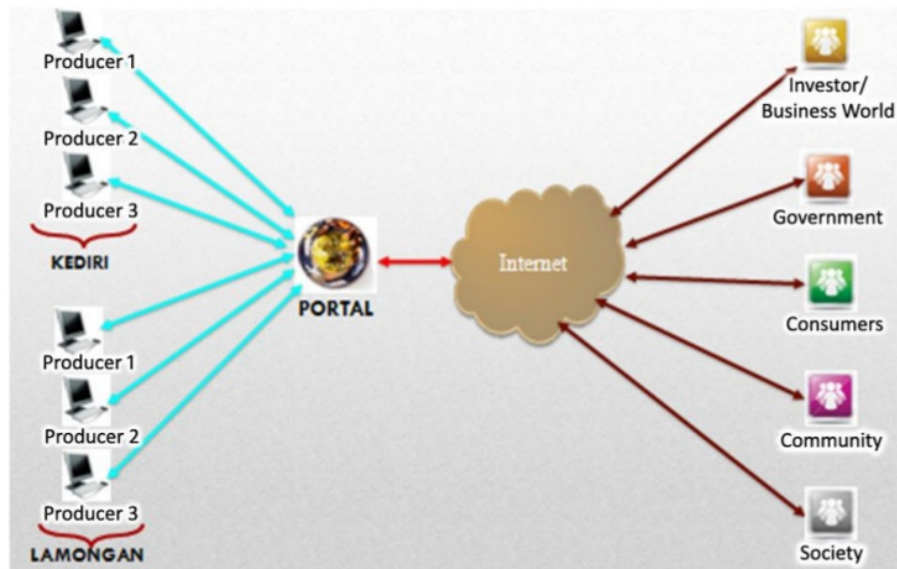 Producer 1
Producer 2
Producer 3
KEDIRI
Producer 1
Producer 2
Producer 3
LAMONGAN
PORTAL
Internet
Investor/
Business World
Government
Consumers
Community
Society